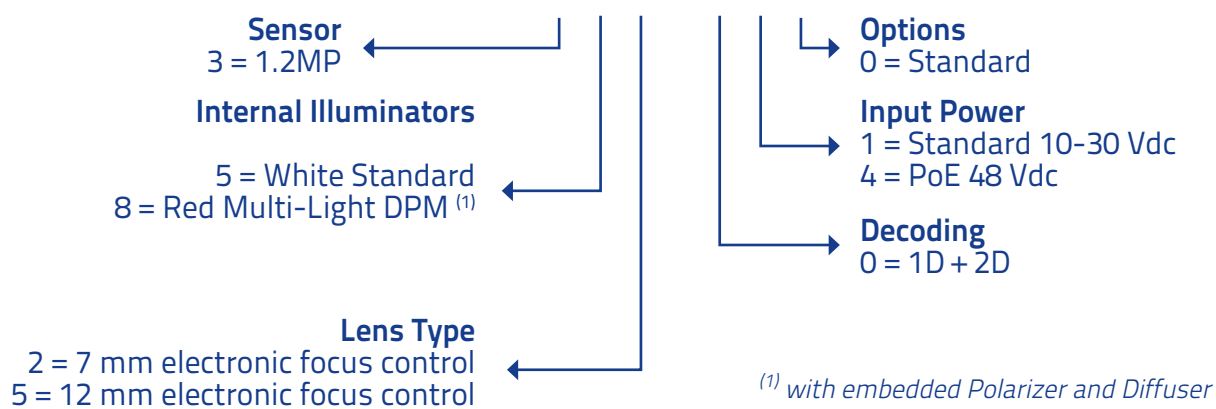 Sensor
3 = 1.2MP
Internal Illuminators
5 = White Standard
8 = Red Multi-Light DPM (1)
Lens Type
2 = 7 mm electronic focus control
5 = 12 mm electronic focus control
Options
0 = Standard
Input Power
1 = Standard 10-30 Vdc
4 = PoE 48 Vdc
Decoding
0 = 1D + 2D
(1) with embedded Polarizer and Diffuser